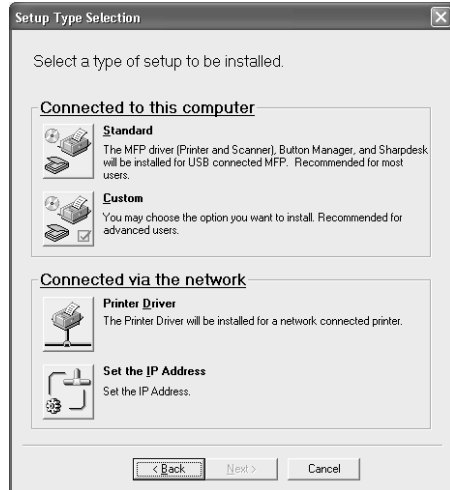 Setup Type Selection
Select a type of setup to be installed.
Connected to this computer
Standard
The MFP driver (Printer and Scanner), Button Manager, and Sharpdesk
will be installed for USB connected MFP. Recommended for most
users.
Custom
You may choose the option you want to install. Recommended for
advanced users.
Connected via the network
Printer Driver
The Printer Driver will be installed for a network connected printer.
Set the IP Address
Set the IP Address.
< Back Next > Cancel